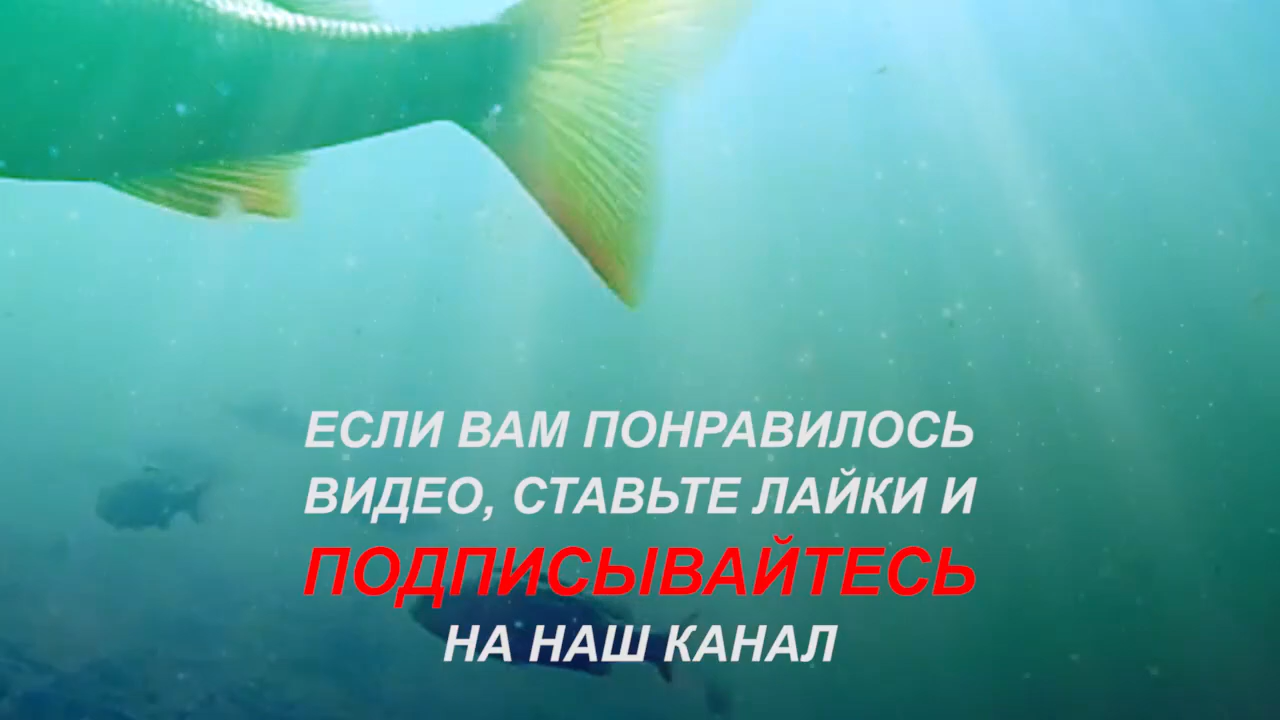 ЕСЛИ ВАМ ПОНРАВИЛОСЬ
ВИДЕО, СТАВЬТЕ ЛАЙКИ И
ПОДПИСЫВАЙТЕСЬ
НА НАШ КАНАЛ